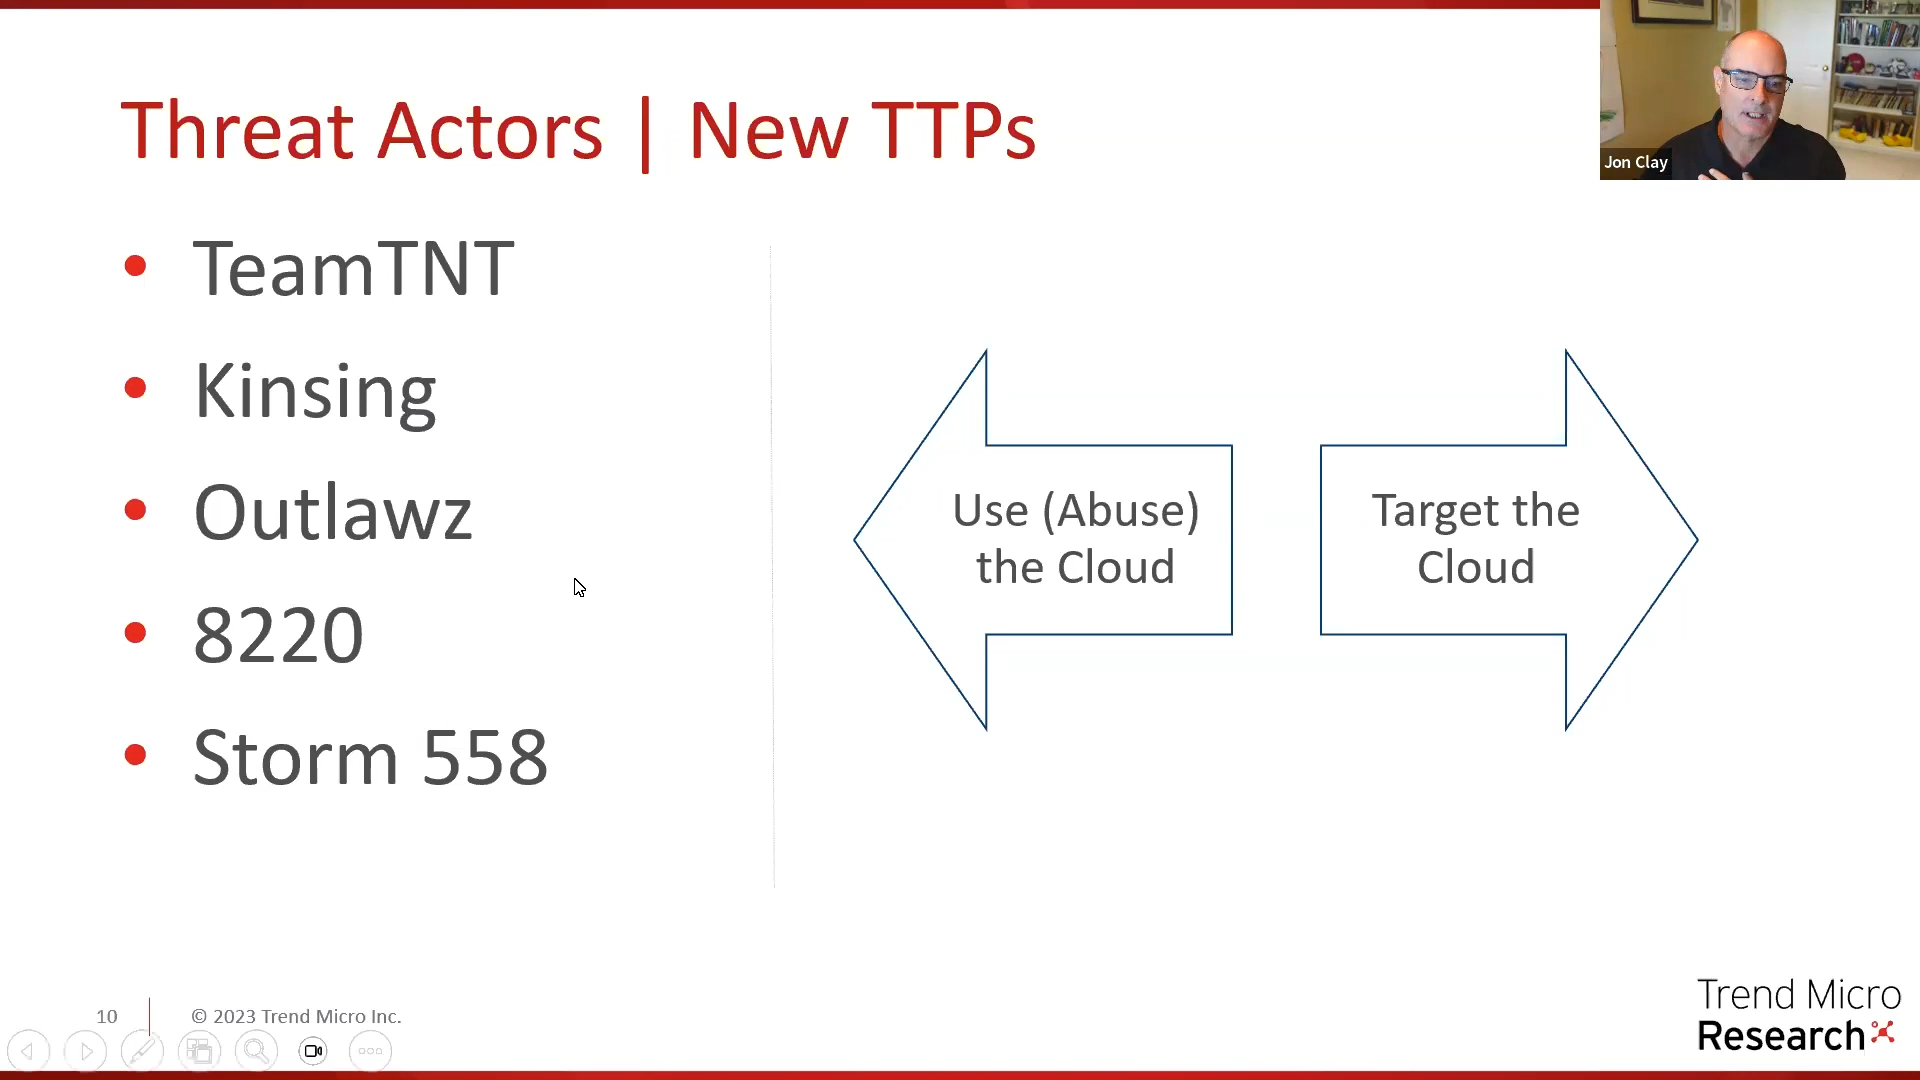 Threat Actors | New TTPs
Jon Clay
• TeamTNT
• Kinsing
• Outlawz
• 8220
• Storm 558
Use (Abuse)
the Cloud
Target the
Cloud
10
© 2023 Trend Micro Inc.
Trend Micro
Research